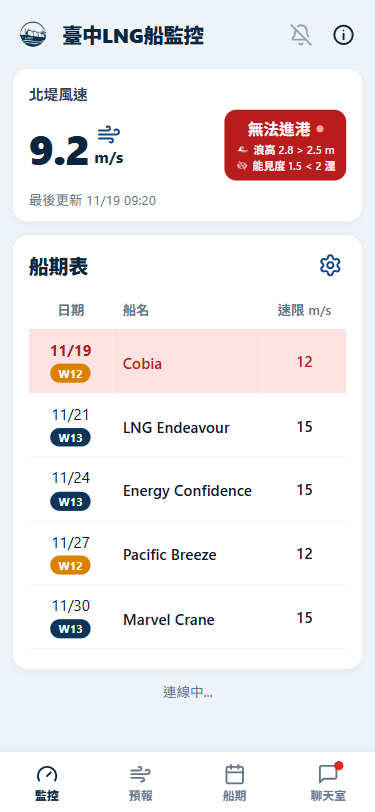 臺中LNG船監控
北堤風速
9.2 m/s
無法進港
浪高 2.8 > 2.5 m
能見度 1.5 < 2 浬
最後更新 11/19 09:20
船期表
日期 船名 速限 m/s
11/19
W12
Cobia 12
11/21
W13
LNG Endeavour 15
11/24
W13
Energy Confidence 15
11/27
W12
Pacific Breeze 12
11/30
W13
Marvel Crane 15
連線中...
監控 預報 船期 聊天室